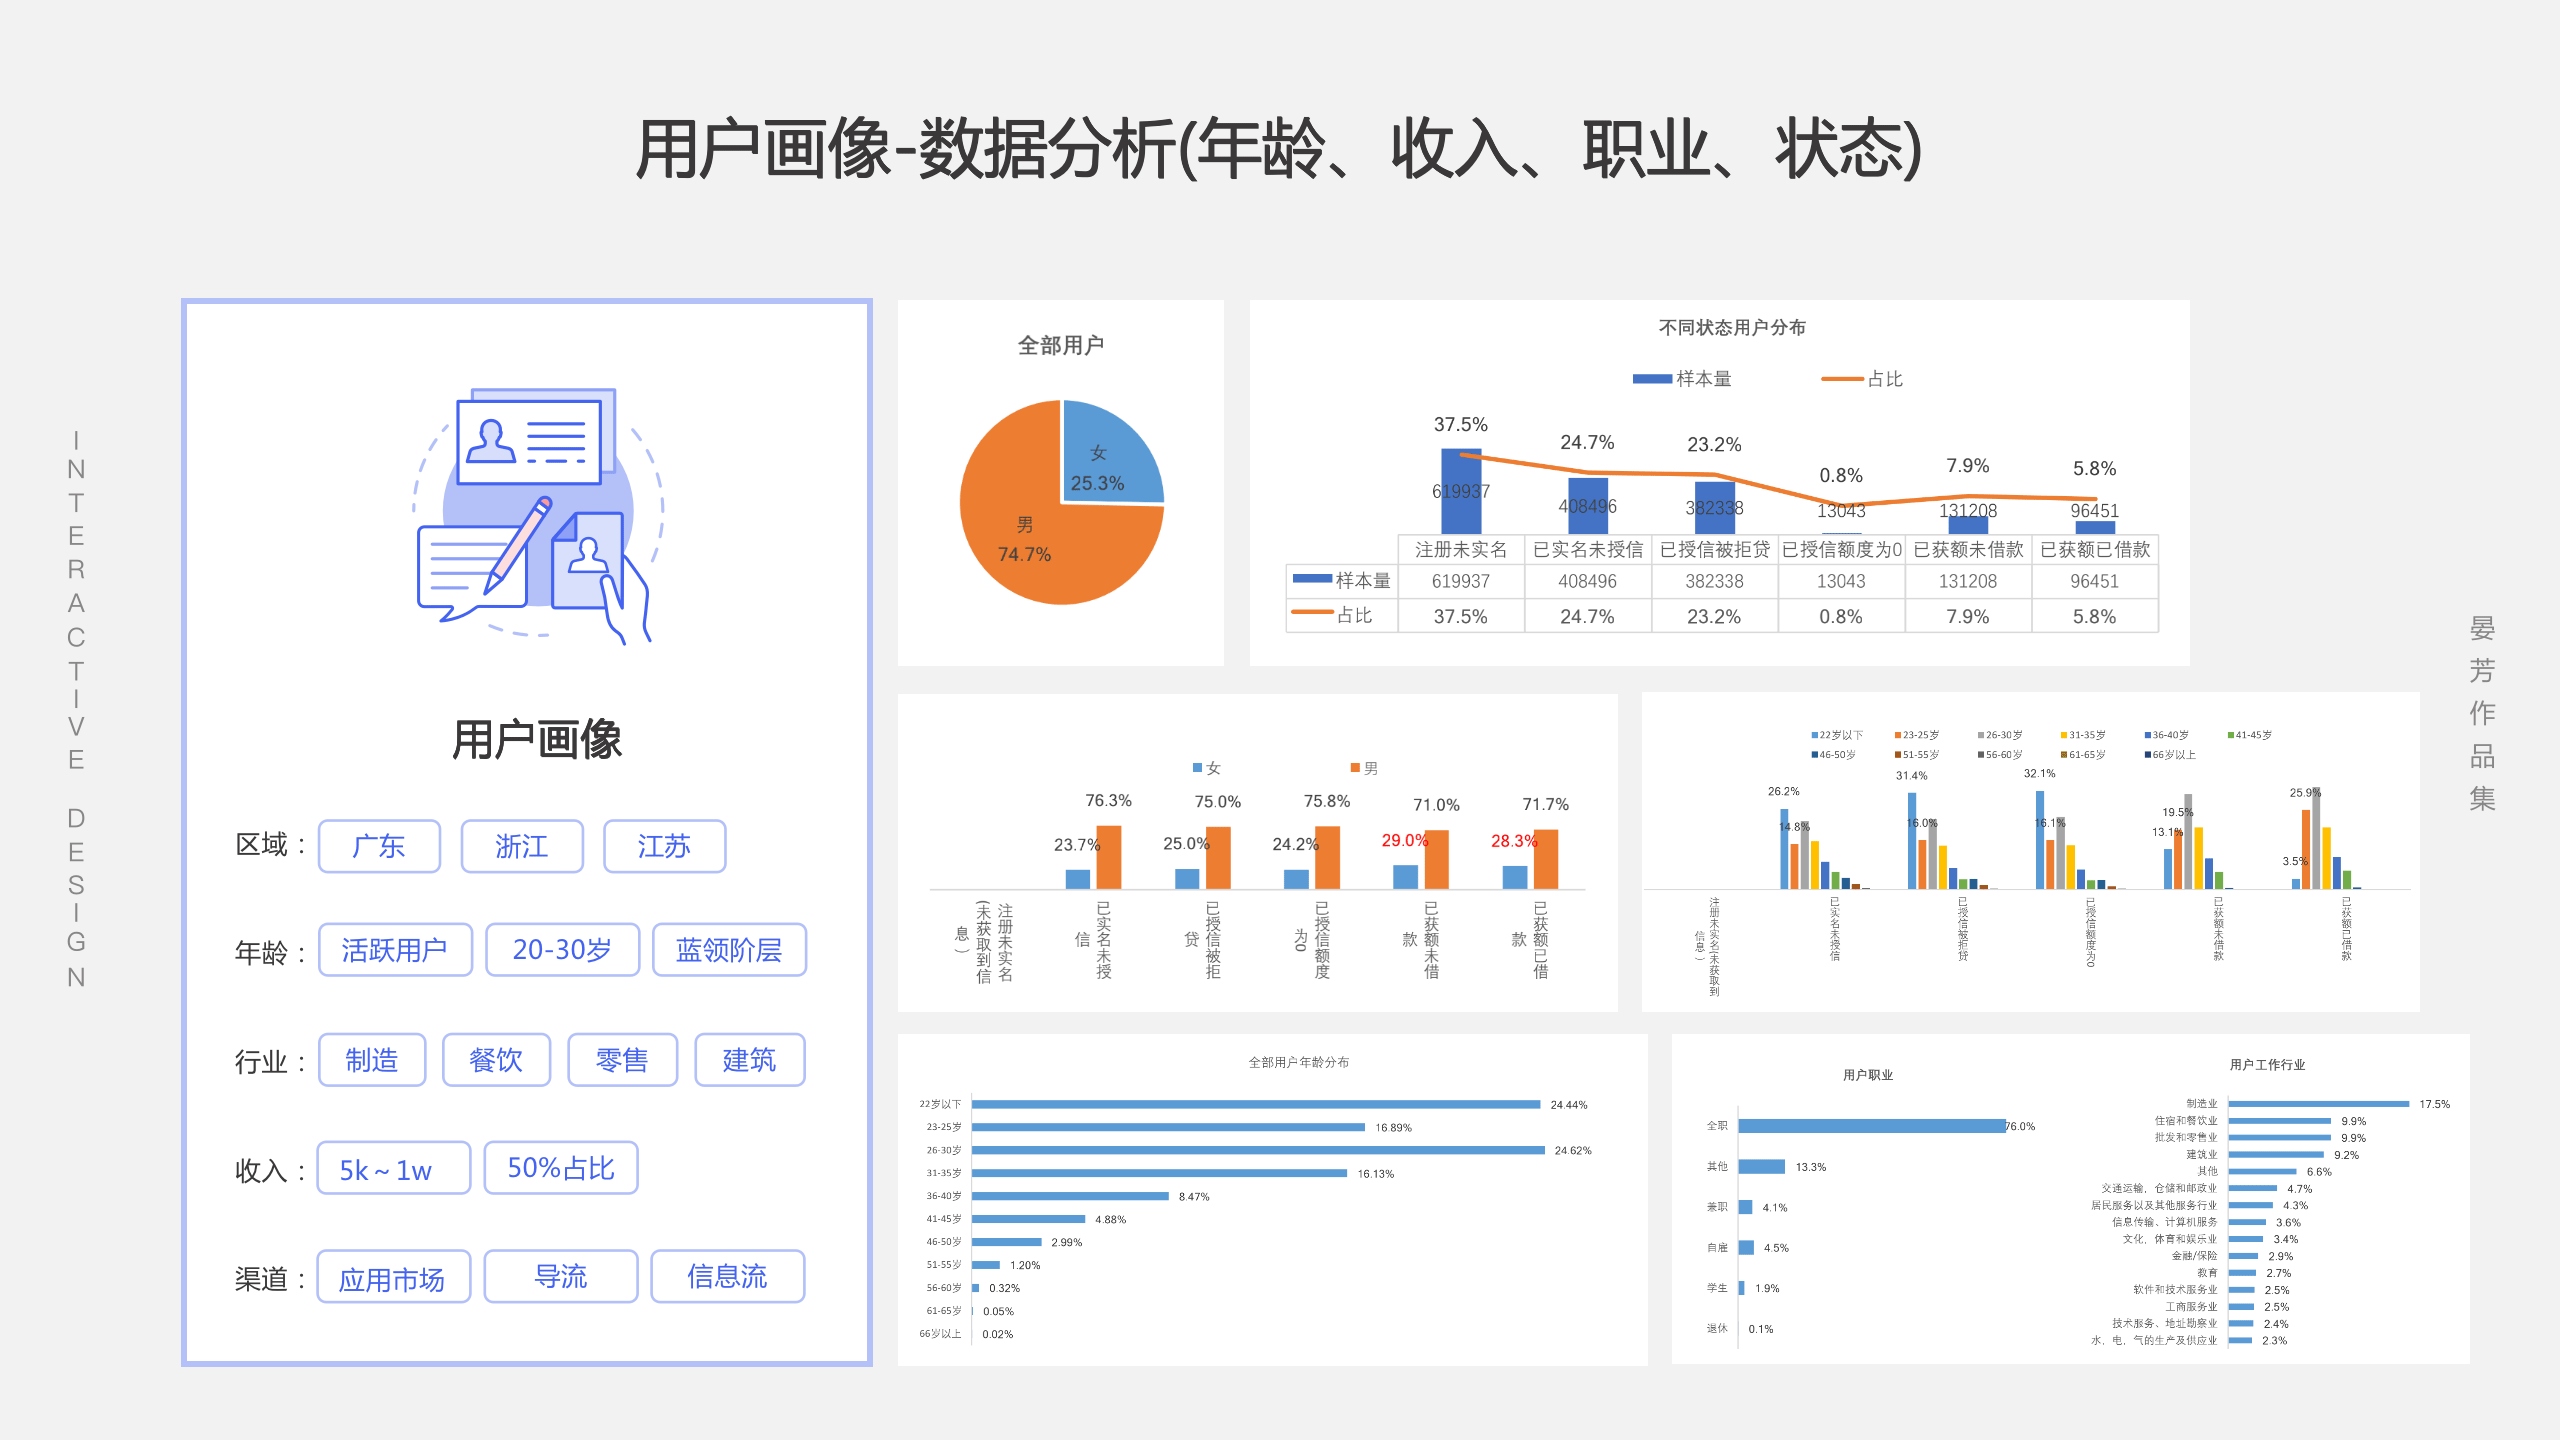 用户画像-数据分析(年龄、收入、职业、状态)
INTERACTIVE DESIGN
晏芳作品集
用户画像
区域：
广东
浙江
江苏
年龄：
活跃用户
20-30岁
蓝领阶层
行业：
制造
餐饮
零售
建筑
收入：
5k～1w
50%占比
渠道：
应用市场
导流
信息流
全部用户
女
25.3%
男
74.7%
不同状态用户分布
样本量 占比
37.5% 24.7% 23.2% 0.8% 7.9% 5.8%
619937 408496 382338 13043 131208 96451
注册未实名 已实名未授信 已授信被拒贷 已授信额度为0 已获额未借款 已获额已借款
样本量 619937 408496 382338 13043 131208 96451
占比 37.5% 24.7% 23.2% 0.8% 7.9% 5.8%
女 男
76.3% 75.0% 75.8% 71.0% 71.7%
23.7% 25.0% 24.2% 29.0% 28.3%
注册未实名(未获取到信息)
已实名未授信
已授信被拒贷
已授信额度为0
已获额未借款
已获额已借款
22岁以下 23-25岁 26-30岁 31-35岁 36-40岁 41-45岁
46-50岁 51-55岁 56-60岁 61-65岁 66岁以上
26.2% 31.4% 32.1% 13.1% 3.5%
14.8% 16.0% 16.1% 19.5% 25.9%
注册未实名(未获取到信息)
已实名未授信
已授信被拒贷
已授信额度为0
已获额未借款
已获额已借款
全部用户年龄分布
22岁以下 24.44%
23-25岁 16.89%
26-30岁 24.62%
31-35岁 16.13%
36-40岁 8.47%
41-45岁 4.88%
46-50岁 2.99%
51-55岁 1.20%
56-60岁 0.32%
61-65岁 0.05%
66岁以上 0.02%
用户职业
全职 76.0%
其他 13.3%
兼职 4.1%
自雇 4.5%
学生 1.9%
退休 0.1%
用户工作行业
制造业 17.5%
住宿和餐饮业 9.9%
批发和零售业 9.9%
建筑业 9.2%
其他 6.6%
交通运输，仓储和邮政业 4.7%
居民服务以及其他服务行业 4.3%
信息传输、计算机服务 3.6%
文化，体育和娱乐业 3.4%
金融/保险 2.9%
教育 2.7%
软件和技术服务业 2.5%
工商服务业 2.5%
技术服务、地址勘察业 2.4%
水，电，气的生产及供应业 2.3%